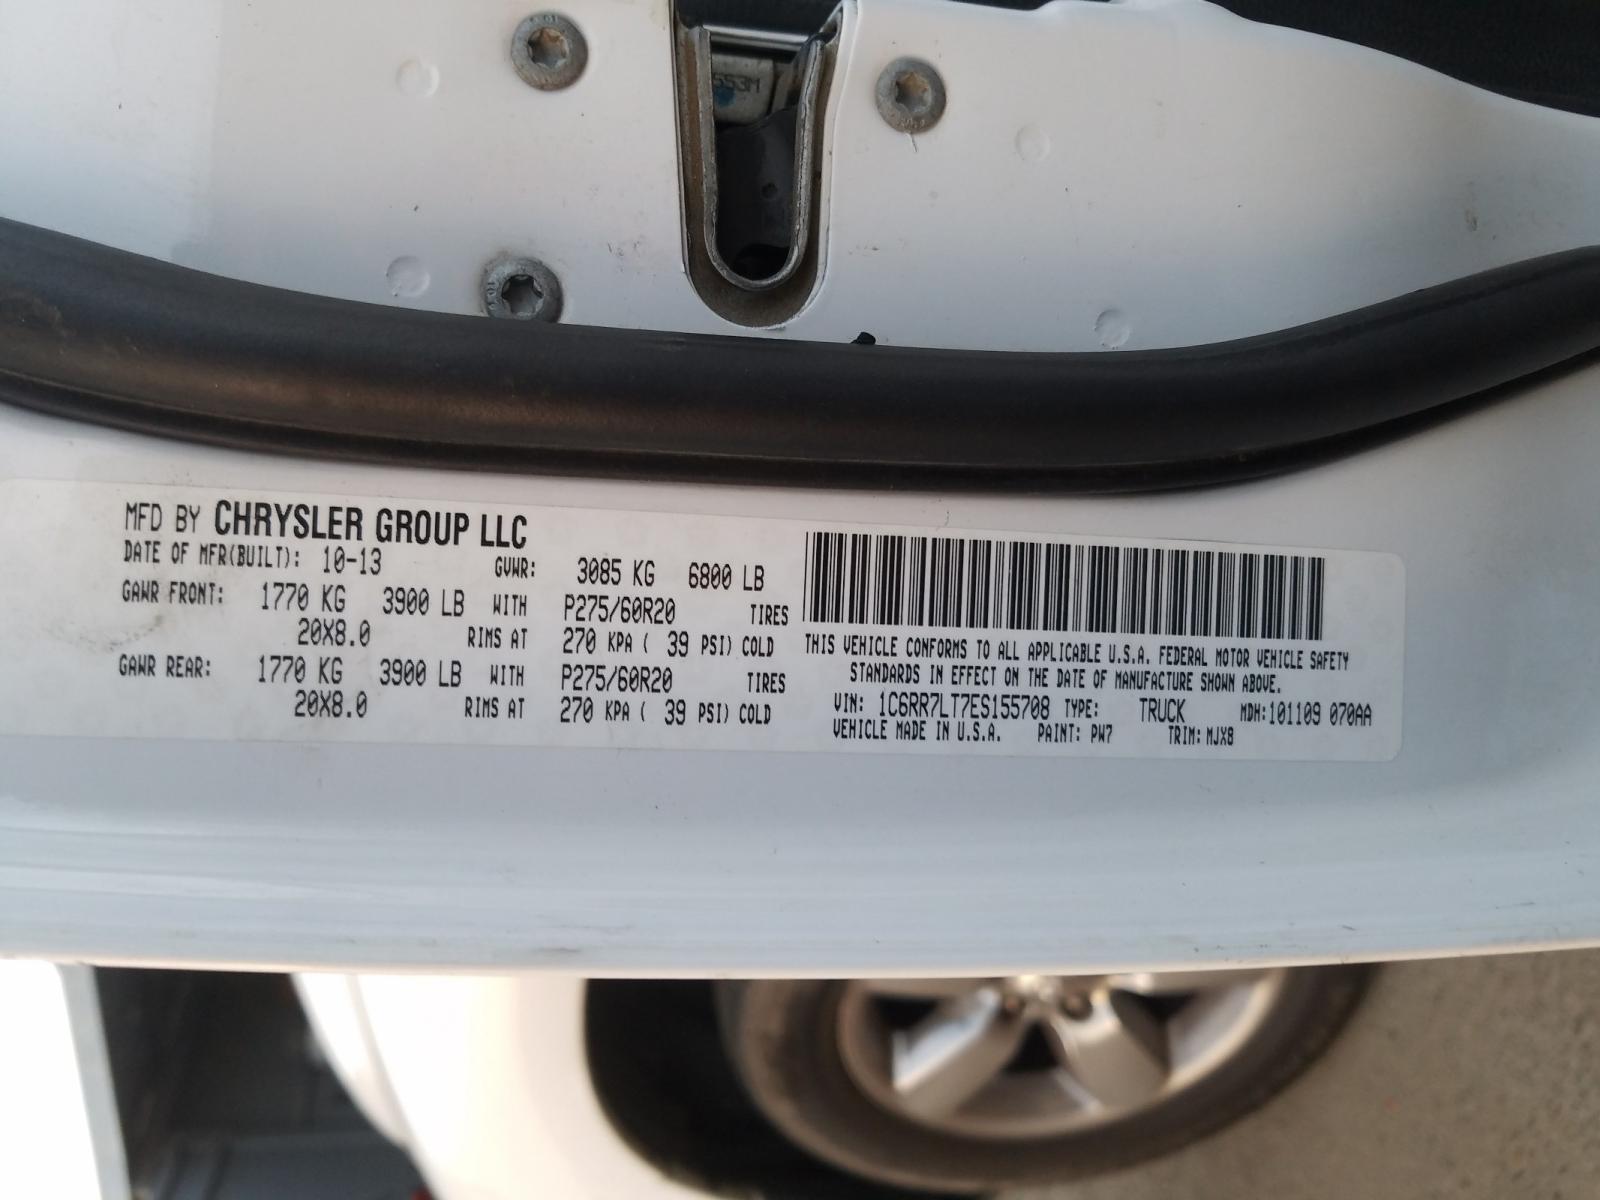 553M
MFD BY CHRYSLER GROUP LLC
DATE OF MFR(BUILT): 10-13 GVWR: 3085 KG 6800 LB
GAWR FRONT: 1770 KG 3900 LB WITH P275/60R20 TIRES
20X8.0 RIMS AT 270 KPA ( 39 PSI) COLD
GAWR REAR: 1770 KG 3900 LB WITH P275/60R20 TIRES
20X8.0 RIMS AT 270 KPA ( 39 PSI) COLD
THIS VEHICLE CONFORMS TO ALL APPLICABLE U.S.A. FEDERAL MOTOR VEHICLE SAFETY
STANDARDS IN EFFECT ON THE DATE OF MANUFACTURE SHOWN ABOVE.
VIN: 1C6RR7LT7ES155708 TYPE: TRUCK MDH:101109 070AA
VEHICLE MADE IN U.S.A. PAINT: PW7 TRIM: MJX8